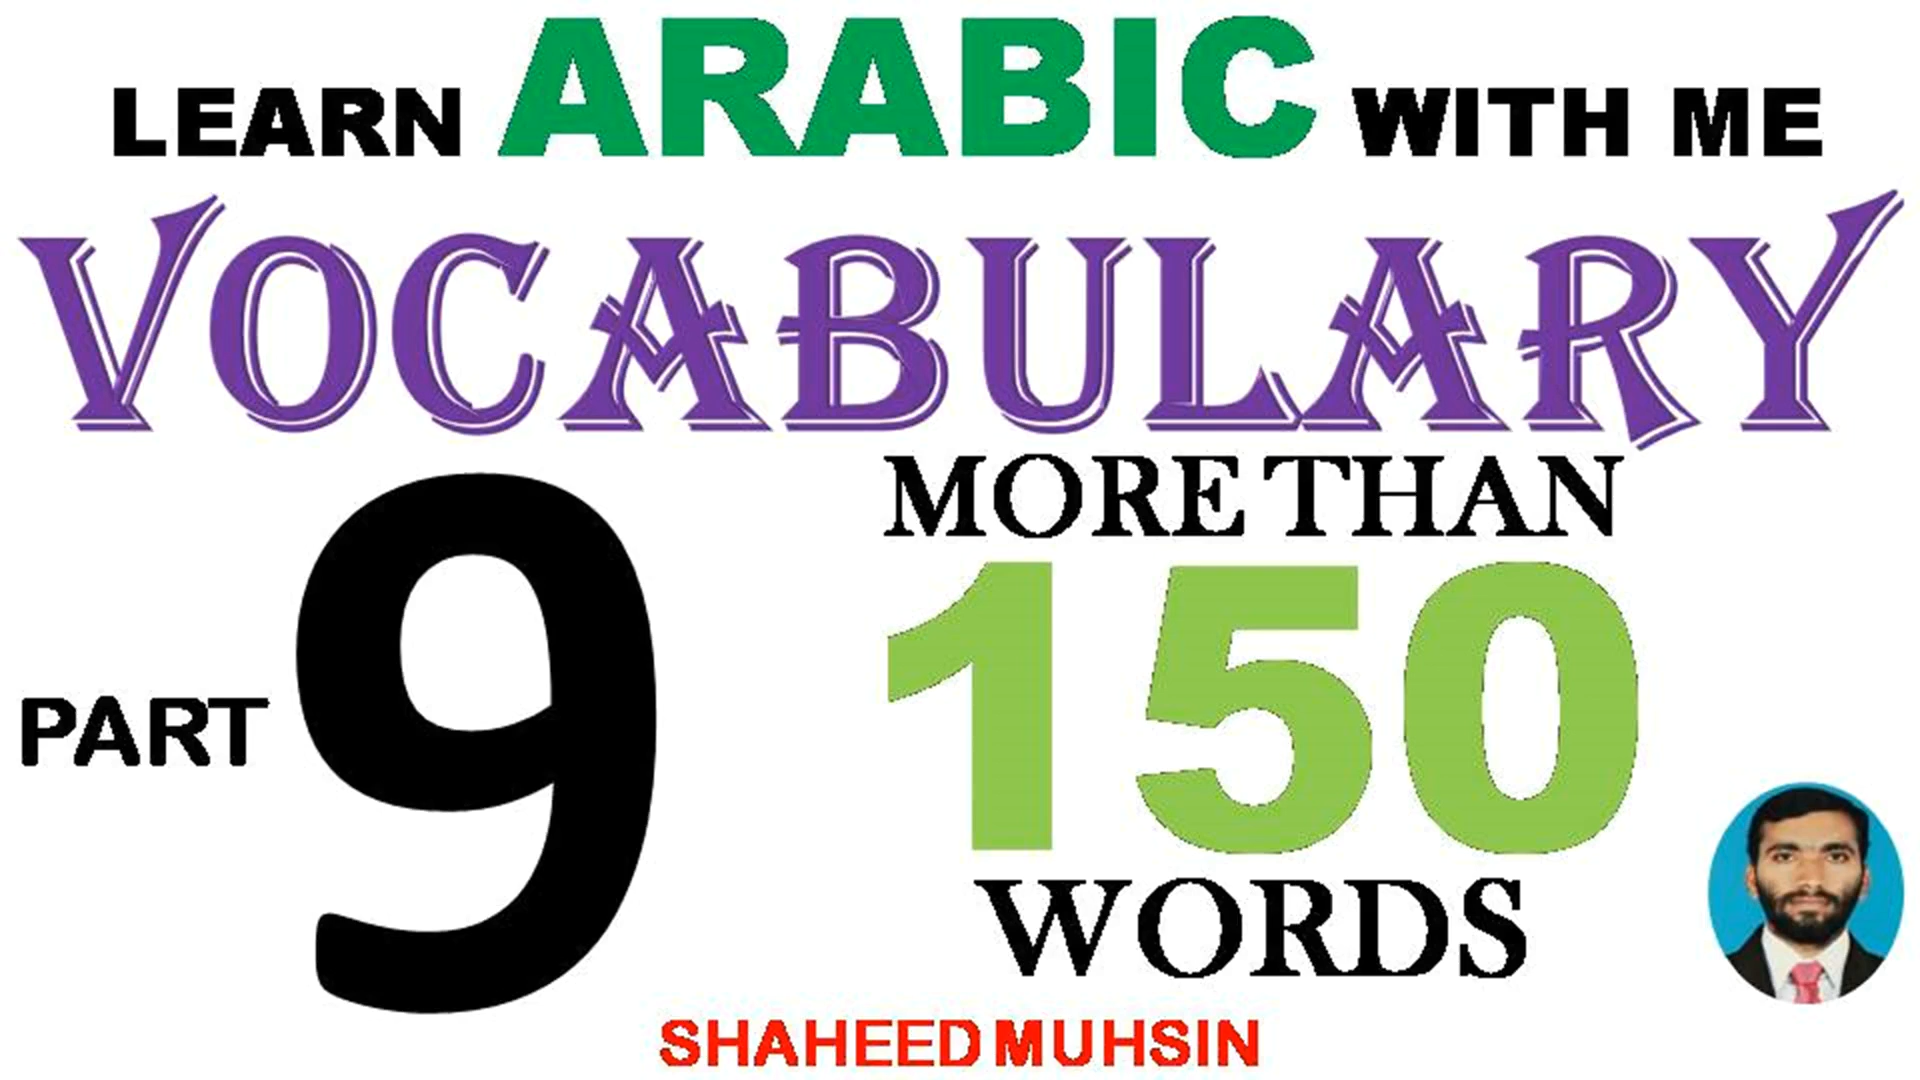 LEARN ARABIC WITH ME
VOCABULARY
PART 9
MORE THAN
150
WORDS
SHAHEED MUHSIN